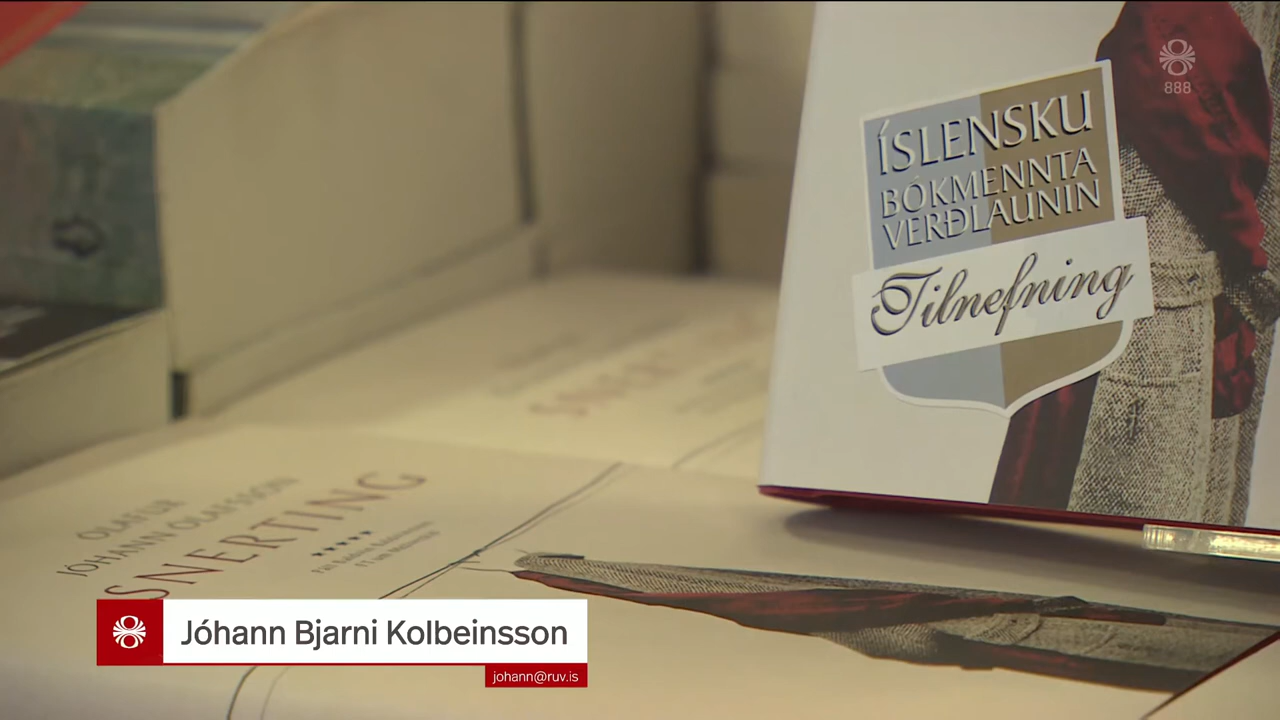 888
ÍSLENSKU
BÓKMENNTA
VERÐLAUNIN
Tilnefning
ÓLAFUR
JÓHANN ÓLAFSSON
SNERTING
★★★★★
Jóhann Bjarni Kolbeinsson
johann@ruv.is